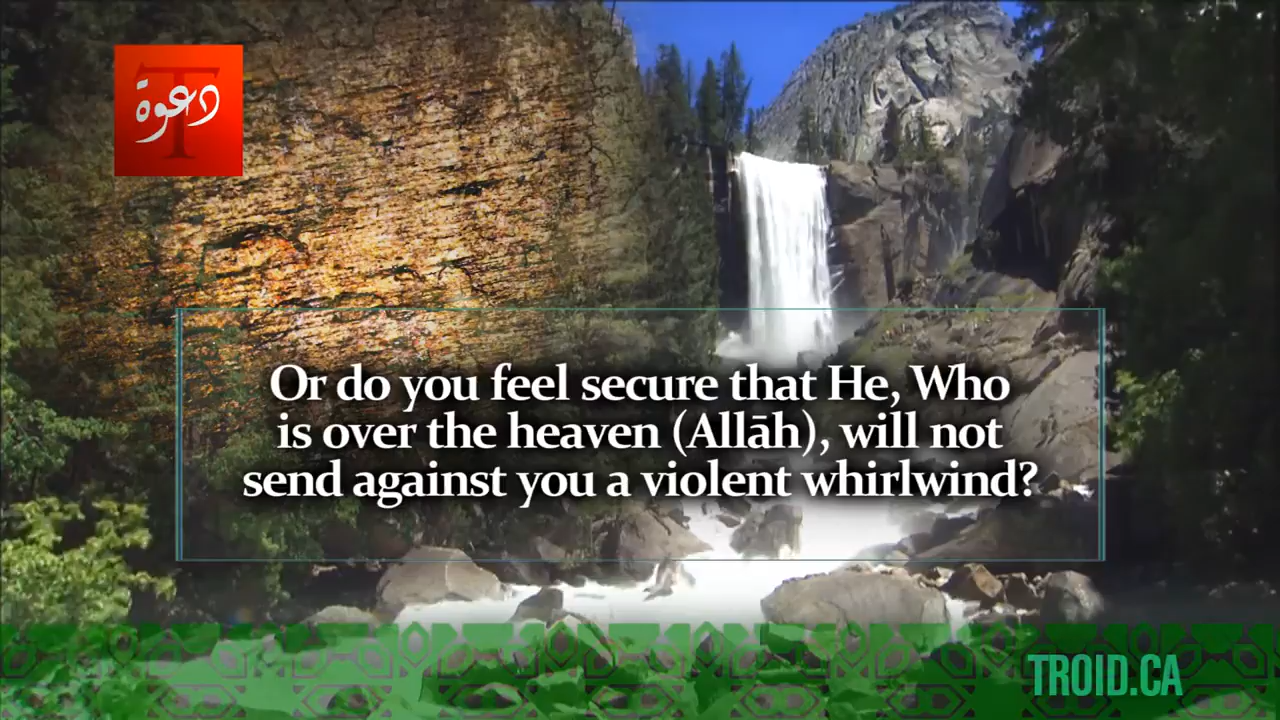 T
دعوة
Or do you feel secure that He, Who
is over the heaven (Allāh), will not
send against you a violent whirlwind?
TROID.CA